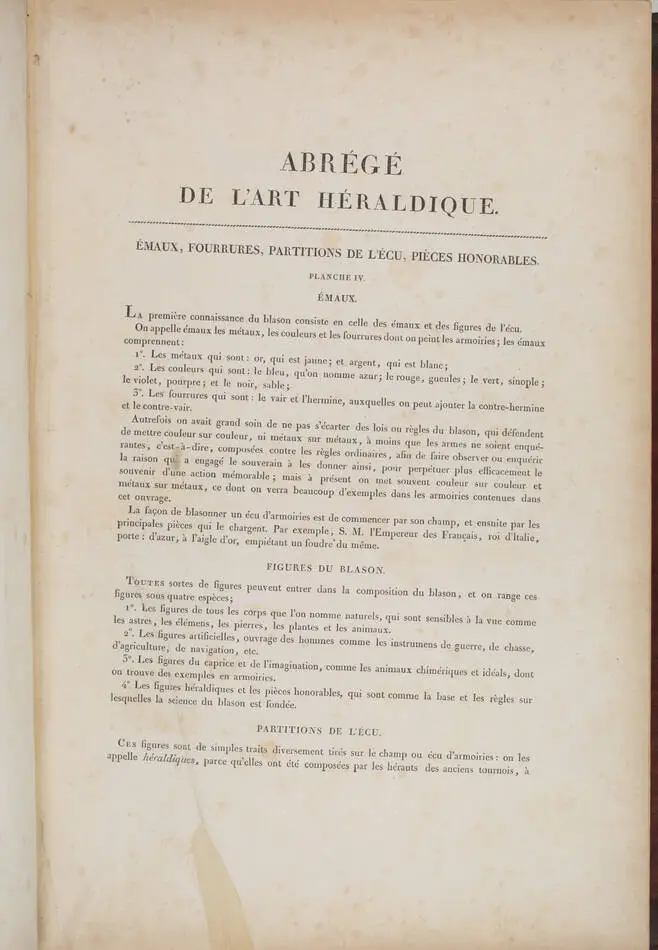 ABRÉGÉ
DE L'ART HÉRALDIQUE.
ÉMAUX, FOURRURES, PARTITIONS DE L'ÉCU, PIÈCES HONORABLES.
PLANCHE IV.
ÉMAUX.
LA première connaissance du blason consiste en celle des émaux et des figures de l'écu.
On appelle émaux les métaux, les couleurs et les fourrures dont on peint les armoiries; les émaux
comprennent:
1°. Les métaux qui sont: or, qui est jaune; et argent, qui est blanc;
2°. Les couleurs qui sont: le bleu, qu'on nomme azur; le rouge, gueules; le vert, sinople;
le violet, pourpre; et le noir, sable;
3°. Les fourrures qui sont: le vair et l'hermine, auxquelles on peut ajouter la contre-hermine
et le contre-vair.
Autrefois on avait grand soin de ne pas s'écarter des lois ou règles du blason, qui défendent
de mettre couleur sur couleur, ni métaux sur métaux, à moins que les armes ne soient enqué-
rantes, c'est-à-dire, composées contre les règles ordinaires, afin de faire observer ou enquérir
la raison qui a engagé le souverain à les donner ainsi, pour perpétuer plus efficacement le
souvenir d'une action mémorable; mais à présent on met souvent couleur sur couleur et
métaux sur métaux, ce dont on verra beaucoup d'exemples dans les armoiries contenues dans
cet ouvrage.
La façon de blasonner un écu d'armoiries est de commencer par son champ, et ensuite par les
principales pièces qui le chargent. Par exemple, S. M. l'Empereur des Français, roi d'Italie,
porte: d'azur, à l'aigle d'or, empiétant un foudre du même.
FIGURES DU BLASON.
TOUTES sortes de figures peuvent entrer dans la composition du blason, et on range ces
figures sous quatre espèces;
1°. Les figures de tous les corps que l'on nomme naturels, qui sont sensibles à la vue comme
les astres, les élémens, les pierres, les plantes et les animaux.
2°. Les figures artificielles, ouvrage des hommes comme les instrumens de guerre, de chasse,
d'agriculture, de navigation, etc.
3°. Les figures du caprice et de l'imagination, comme les animaux chimériques et idéals, dont
on trouve des exemples en armoiries.
4° Les figures héraldiques et les pièces honorables, qui sont comme la base et les règles sur
lesquelles la science du blason est fondée.
PARTITIONS DE L'ÉCU.
CES figures sont de simples traits diversement tirés sur le champ ou écu d'armoiries: on les
appelle héraldiques, parce qu'elles ont été composées par les hérauts des anciens tournois, à